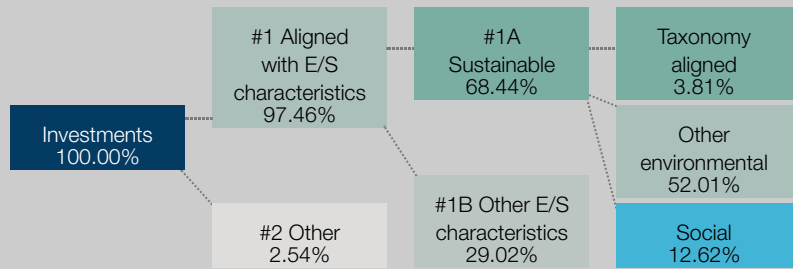 Investments
100.00%
#1 Aligned
with E/S
characteristics
97.46%
#2 Other
2.54%
#1A
Sustainable
68.44%
#1B Other E/S
characteristics
29.02%
Taxonomy
aligned
3.81%
Other
environmental
52.01%
Social
12.62%